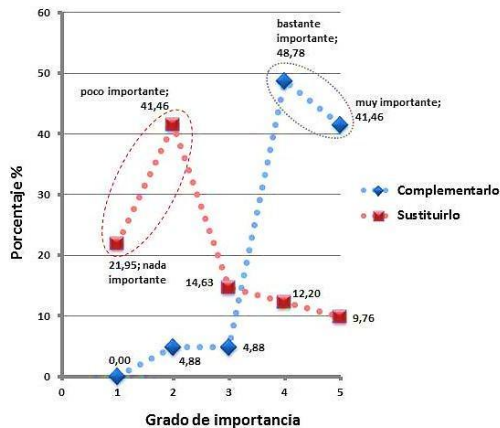 bastante
importante;
48,78
poco importante;
41,46
muy importante;
41,46
21,95; nada
importante
14,63
12,20
9,76
0,00
4,88
4,88
Porcentaje %
60
50
40
30
20
10
0
0
1
2
3
4
5
Grado de importancia
Complementarlo
Sustituirlo